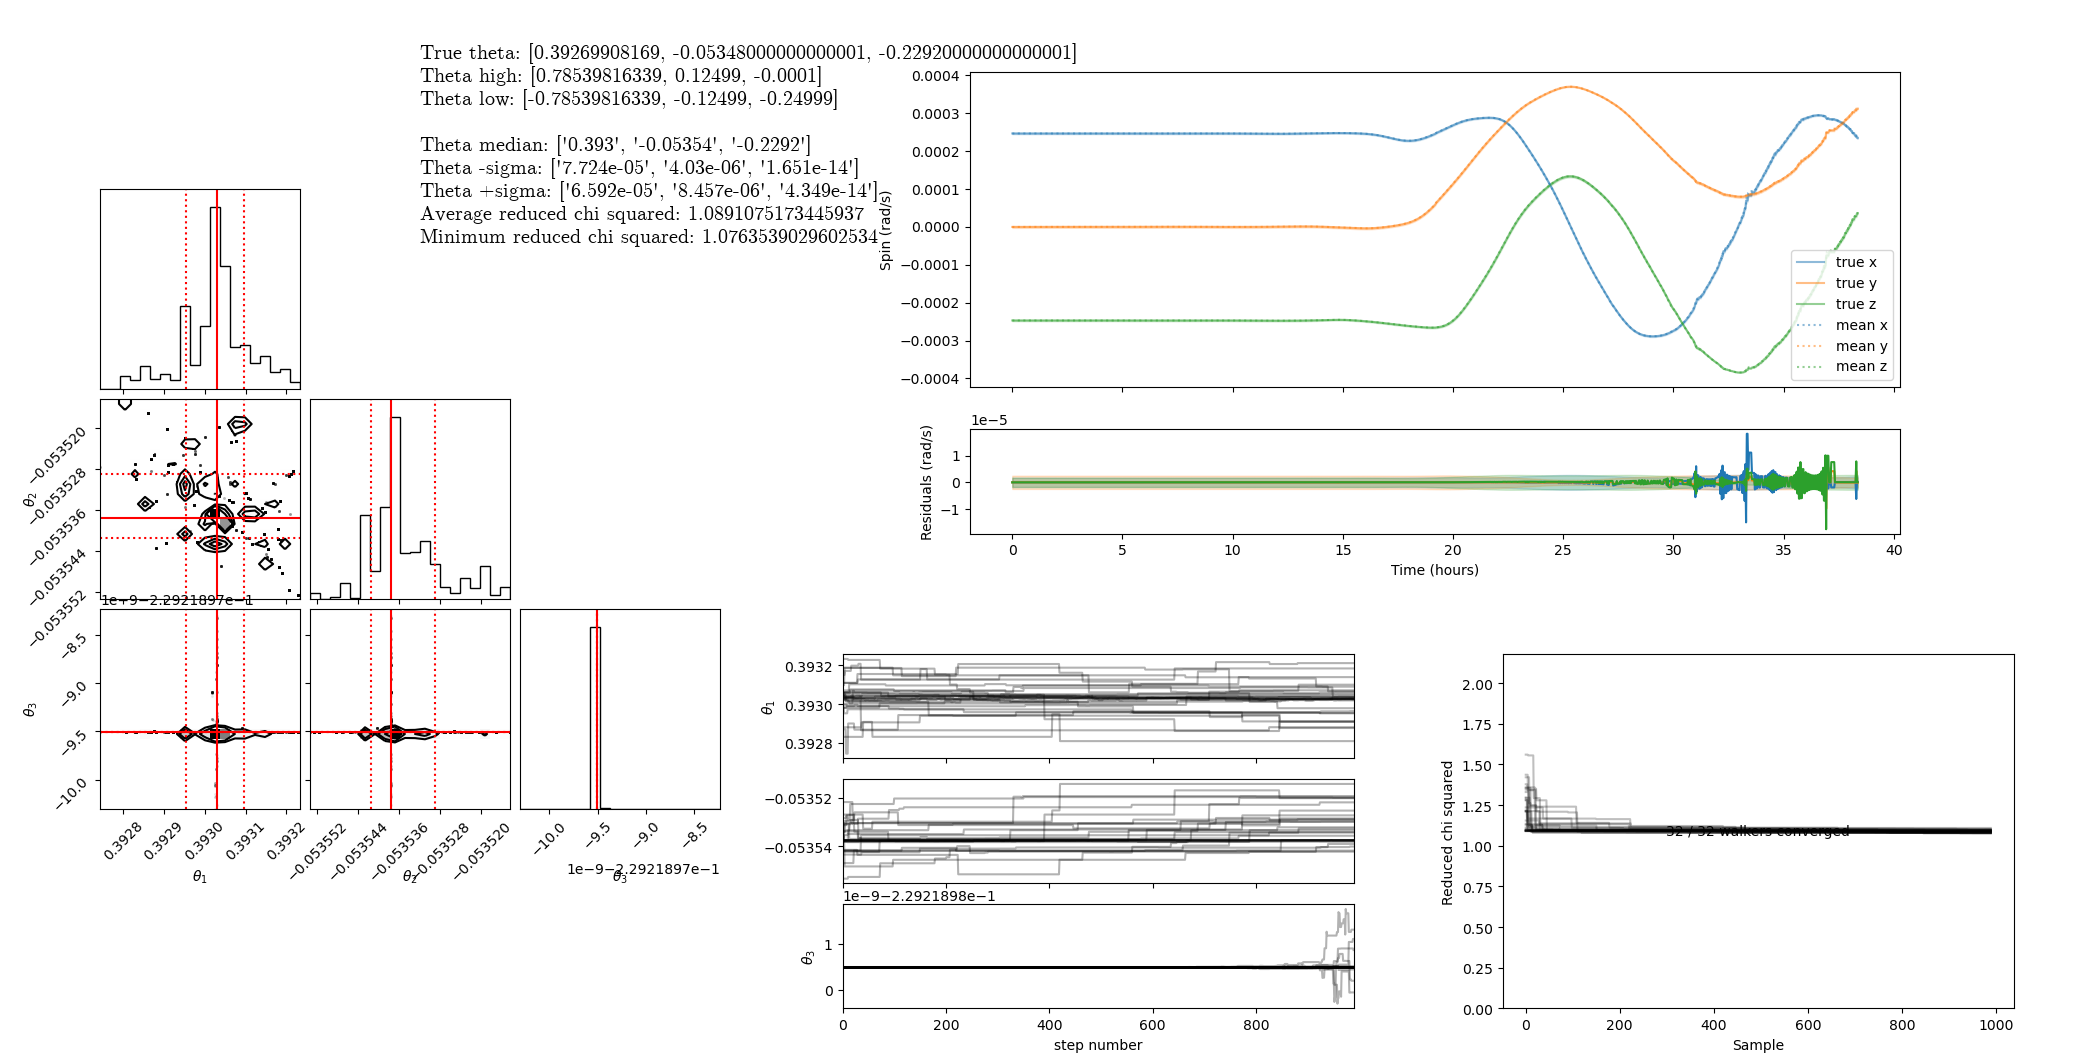 True theta: [0.39269908169, -0.05348000000000001, -0.22920000000000001]
Theta high: [0.78539816339, 0.12499, -0.0001]
Theta low: [-0.78539816339, -0.12499, -0.24999]
Theta median: ['0.393', '-0.05354', '-0.2292']
Theta -sigma: ['7.724e-05', '4.03e-06', '1.651e-14']
Theta +sigma: ['6.592e-05', '8.457e-06', '4.349e-14']
Average reduced chi squared: 1.0891075173445937
Minimum reduced chi squared: 1.0763539029602534
0.0004
0.0003
0.0002
0.0001
0.0000
−0.0001
−0.0002
−0.0003
−0.0004
Spin (rad/s)
true x
true y
true z
mean x
mean y
mean z
1e−5
1
0
−1
Residuals (rad/s)
0 5 10 15 20 25 30 35 40
Time (hours)
−0.053520
−0.053528
−0.053536
−0.053544
−0.053552
θ2
1e−9−2.2921897e−1
−8.5
−9.0
−9.5
−10.0
θ3
0.3928 0.3929 0.3930 0.3931 0.3932
θ1
−0.053552 −0.053544 −0.053536 −0.053528 −0.053520
θ2
−10.0 −9.5 −9.0 −8.5
1e−9−2.2921897e−1
θ3
0.3932
0.3930
0.3928
θ1
−0.05352
−0.05354
1e−9−2.2921898e−1
1
0
θ3
0 200 400 600 800
step number
2.00
1.75
1.50
1.25
1.00
0.75
0.50
0.25
0.00
Reduced chi squared
32 / 32 walkers converged
0 200 400 600 800 1000
Sample